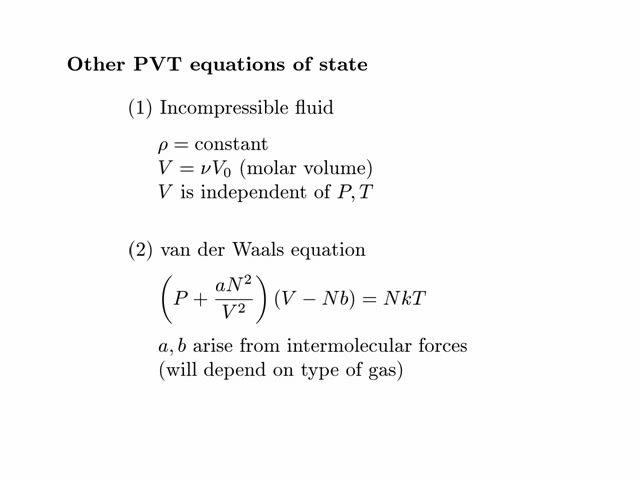 Other PVT equations of state
(1) Incompressible fluid
ρ = constant
V = νV₀ (molar volume)
V is independent of P, T
(2) van der Waals equation
(P + aN²/V²) (V − Nb) = NkT
a, b arise from intermolecular forces
(will depend on type of gas)